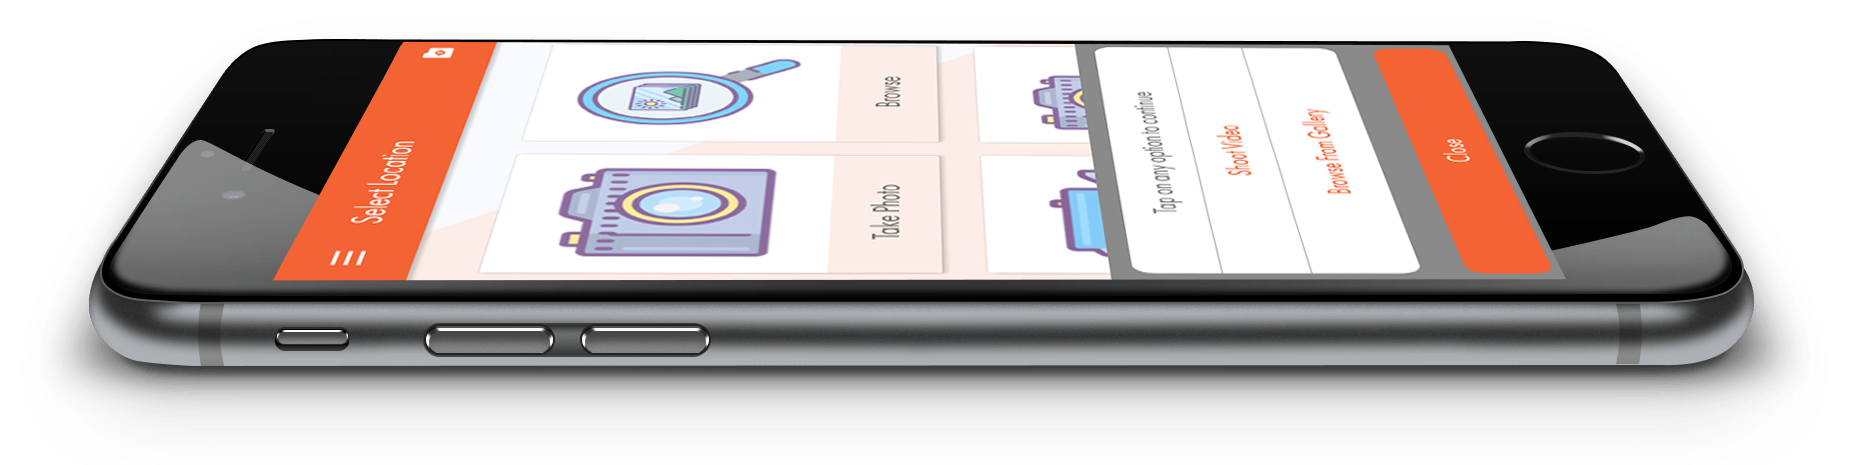 Select Location
Take Photo
Browse
Tap on any option to continue
Shoot Video
Browse From Gallery
Close